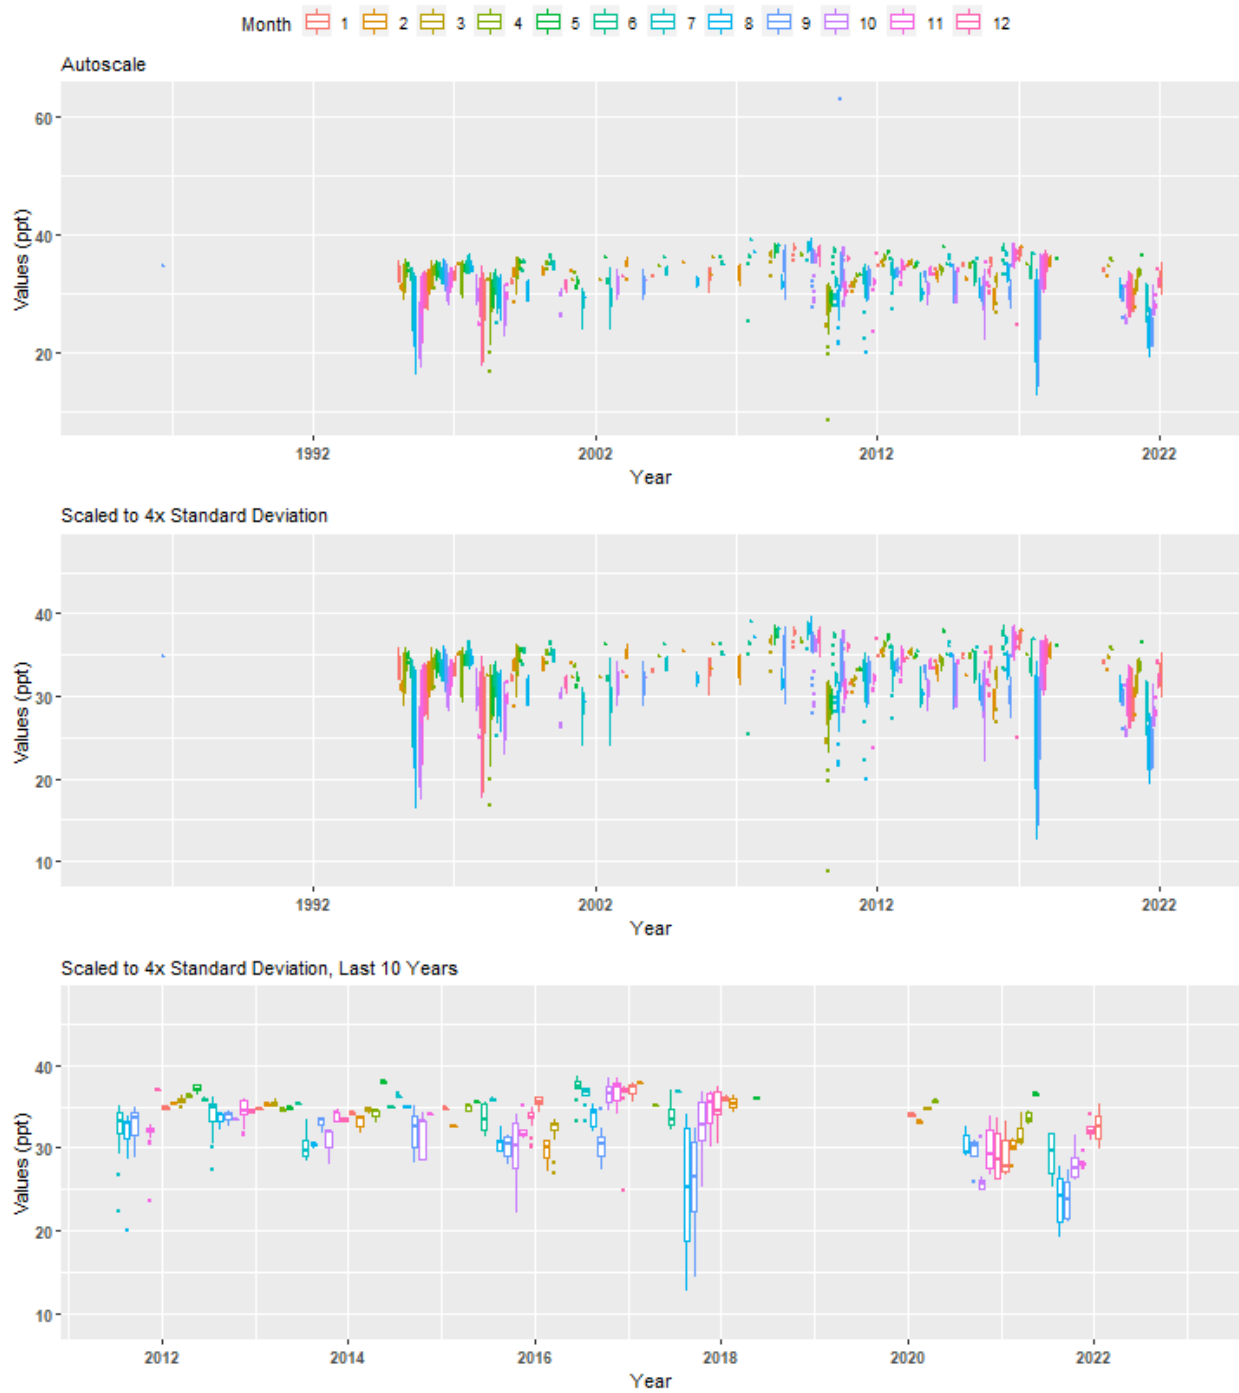 Month 1 2 3 4 5 6 7 8 9 10 11 12
Autoscale
Values (ppt)
60
40
20
1992 2002 2012 2022
Year
Scaled to 4x Standard Deviation
Values (ppt)
40
30
20
10
1992 2002 2012 2022
Year
Scaled to 4x Standard Deviation, Last 10 Years
Values (ppt)
40
30
20
10
2012 2014 2016 2018 2020 2022
Year